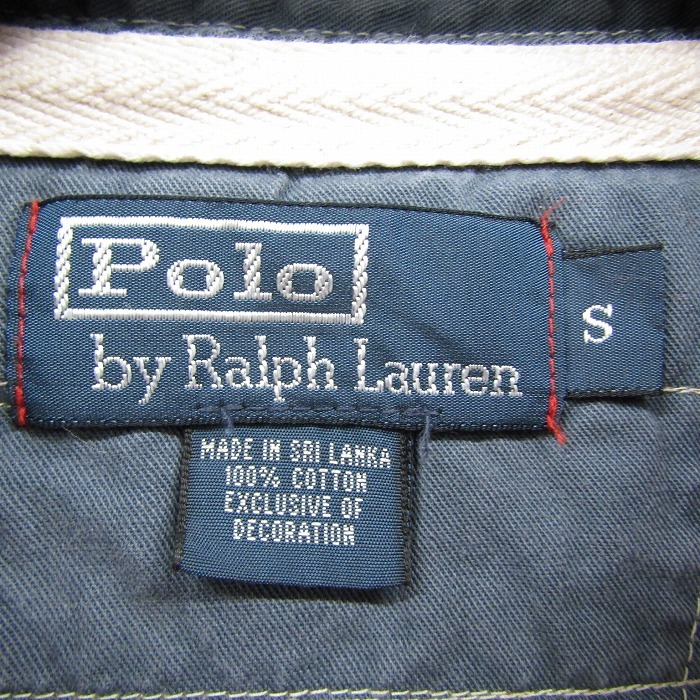 Polo
by Ralph Lauren
S
MADE IN SRI LANKA
100% COTTON
EXCLUSIVE OF
DECORATION